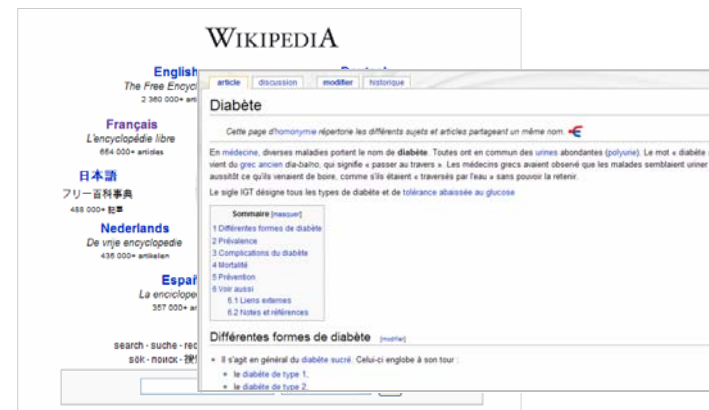 WIKIPEDIA
English
The Free Encycl
2 360 000+
Français
L'encyclopédie libre
664 000+ articles
日本語
フリー百科事典
488 000+ 記事
Nederlands
De vrije encyclopedie
435 000+ artikelen
Españ
La enciclope
357 000+
search · suche · rec
sök · поиск ·
article discussion modifier historique
Diabète
Cette page d'homonymie répertorie les différents sujets et articles partageant un même nom.
En médecine, diverses maladies portent le nom de diabète. Toutes ont en commun des urines abondantes (polyurie). Le mot « diabète
vient du grec ancien dia-baïno, qui signifie « passer au travers ». Les médecins grecs avaient observé que les malades semblaient uriner
aussitôt ce qu'ils venaient de boire, comme s'ils étaient « traversés par l'eau » sans pouvoir la retenir.
Le sigle IGT désigne tous les types de diabète et de tolérance abaissée au glucose
Sommaire [masquer]
1 Différentes formes de diabète
2 Prévalence
3 Complications du diabète
4 Mortalité
5 Prévention
6 Voir aussi
6.1 Liens externes
6.2 Notes et références
Différentes formes de diabète [modifier]
Il s'agit en général du diabète sucré. Celui-ci englobe à son tour :
le diabète de type 1,
le diabète de type 2,